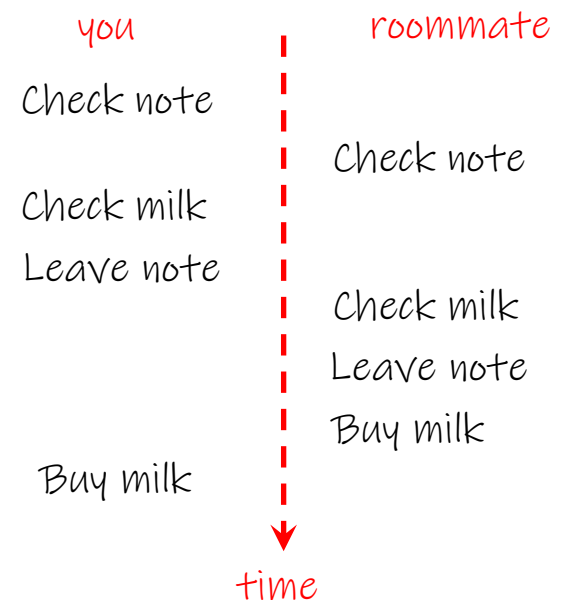 you
roommate
Check note
Check note
Check milk
Leave note
Check milk
Leave note
Buy milk
Buy milk
time